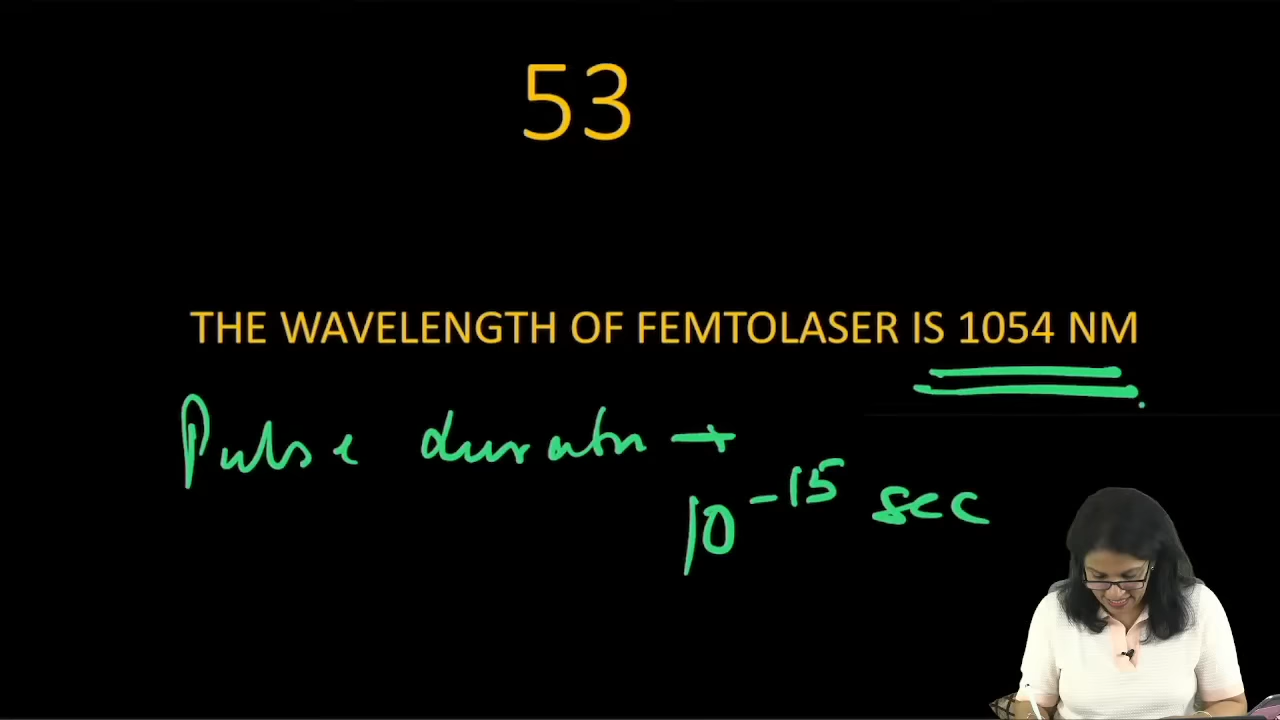 53
THE WAVELENGTH OF FEMTOLASER IS 1054 NM
Pulse duratn →
10^-15 sec